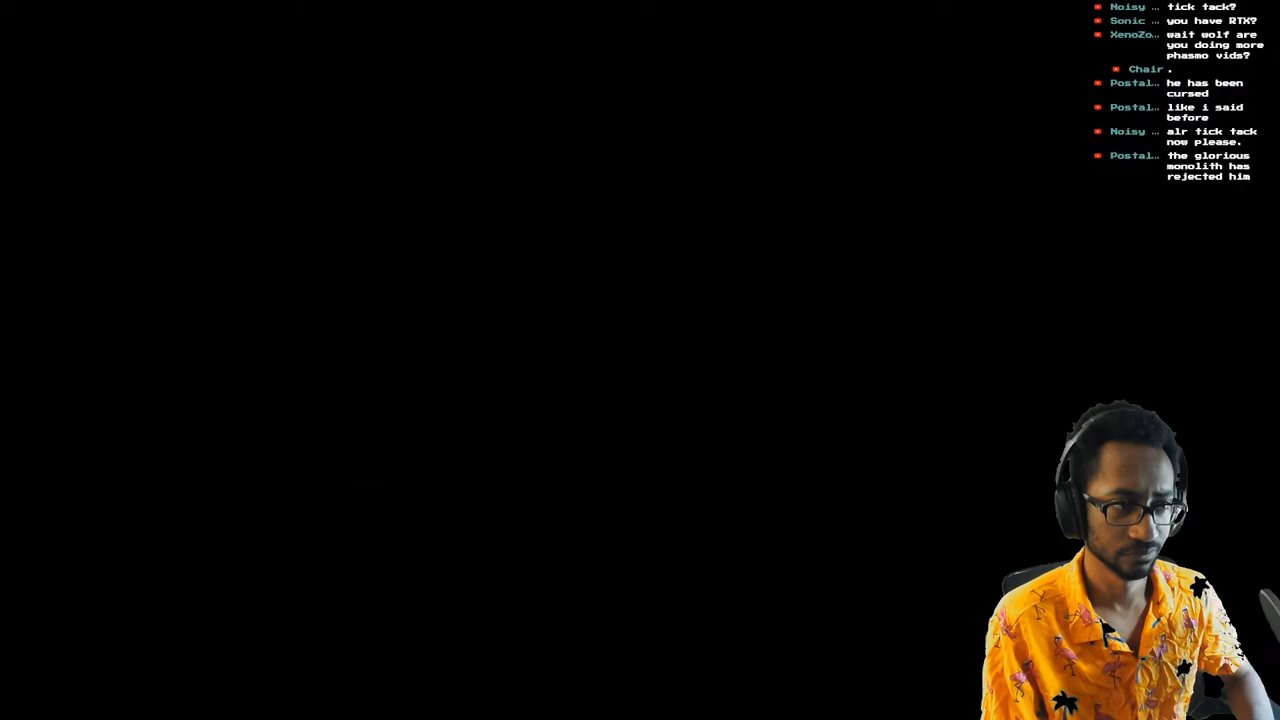 Noisy … tick tack?
Sonic … you have RTX?
XenoZo… wait wolf are
you doing more
phasmo vids?
Chair .
Postal… he has been
cursed
Postal… like i said
before
Noisy … alr tick tack
now please.
Postal… the glorious
monolith has
rejected him